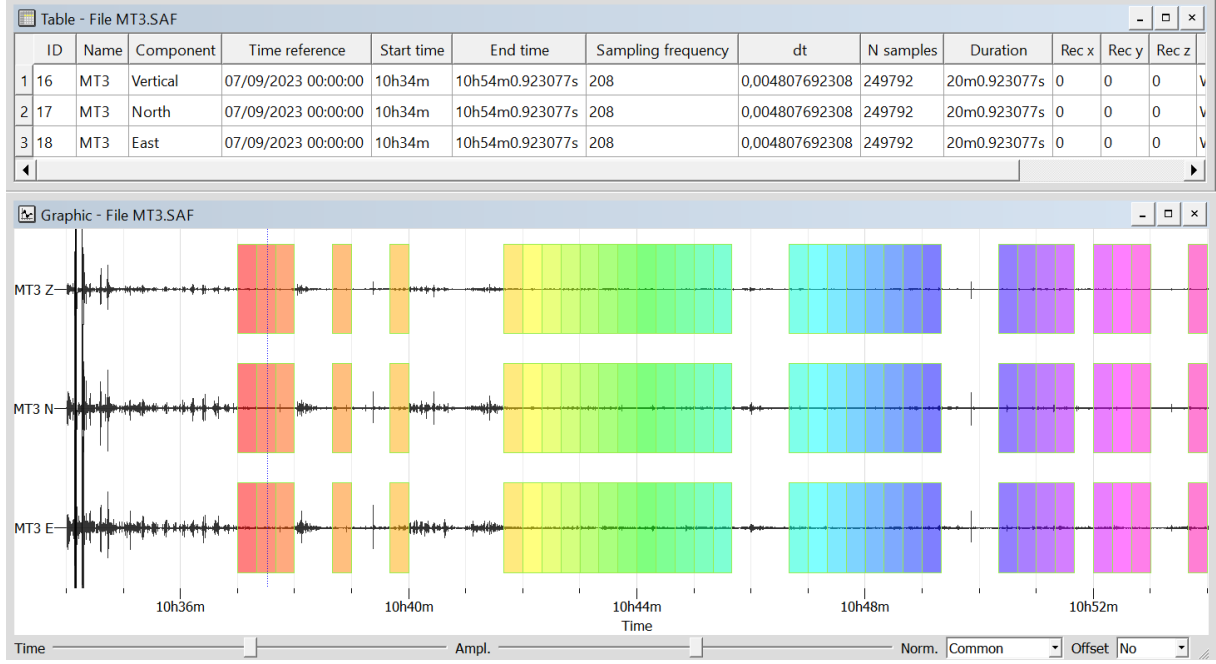 Table - File MT3.SAF
ID Name Component Time reference Start time End time Sampling frequency dt N samples Duration Rec x Rec y Rec z
1 16 MT3 Vertical 07/09/2023 00:00:00 10h34m 10h54m0.923077s 208 0,004807692308 249792 20m0.923077s 0 0 0
2 17 MT3 North 07/09/2023 00:00:00 10h34m 10h54m0.923077s 208 0,004807692308 249792 20m0.923077s 0 0 0
3 18 MT3 East 07/09/2023 00:00:00 10h34m 10h54m0.923077s 208 0,004807692308 249792 20m0.923077s 0 0 0
Graphic - File MT3.SAF
MT3 Z
MT3 N
MT3 E
10h36m 10h40m 10h44m 10h48m 10h52m
Time
Time Ampl. Norm. Common Offset No